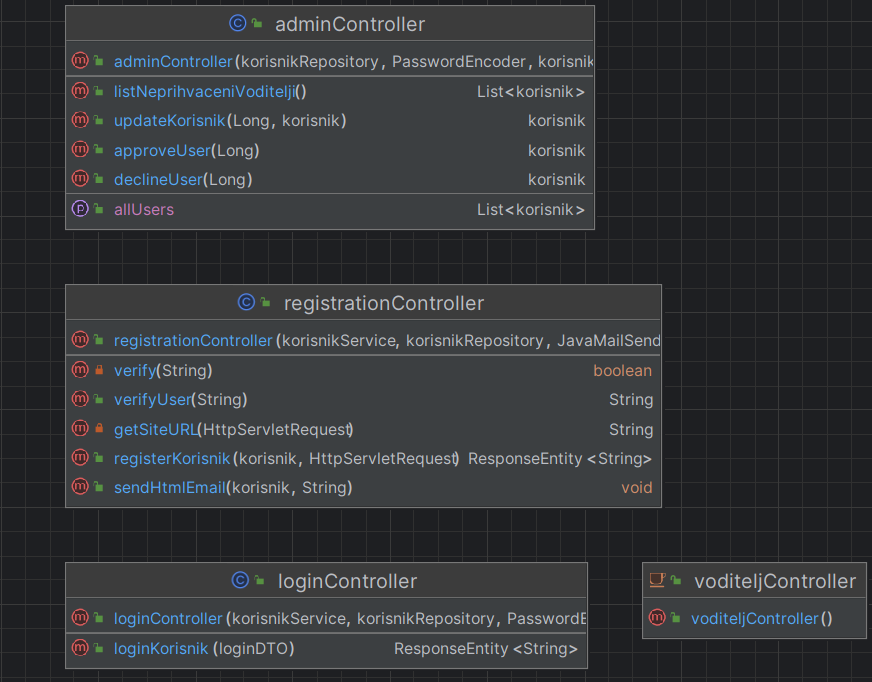 adminController
adminController(korisnikRepository, PasswordEncoder, korisnik
listNeprihvaceniVoditelji() List<korisnik>
updateKorisnik(Long, korisnik) korisnik
approveUser(Long) korisnik
declineUser(Long) korisnik
allUsers List<korisnik>
registrationController
registrationController(korisnikService, korisnikRepository, JavaMailSend
verify(String) boolean
verifyUser(String) String
getSiteURL(HttpServletRequest) String
registerKorisnik(korisnik, HttpServletRequest) ResponseEntity<String>
sendHtmlEmail(korisnik, String) void
loginController
loginController(korisnikService, korisnikRepository, PasswordE
loginKorisnik(loginDTO) ResponseEntity<String>
voditeljController
voditeljController()